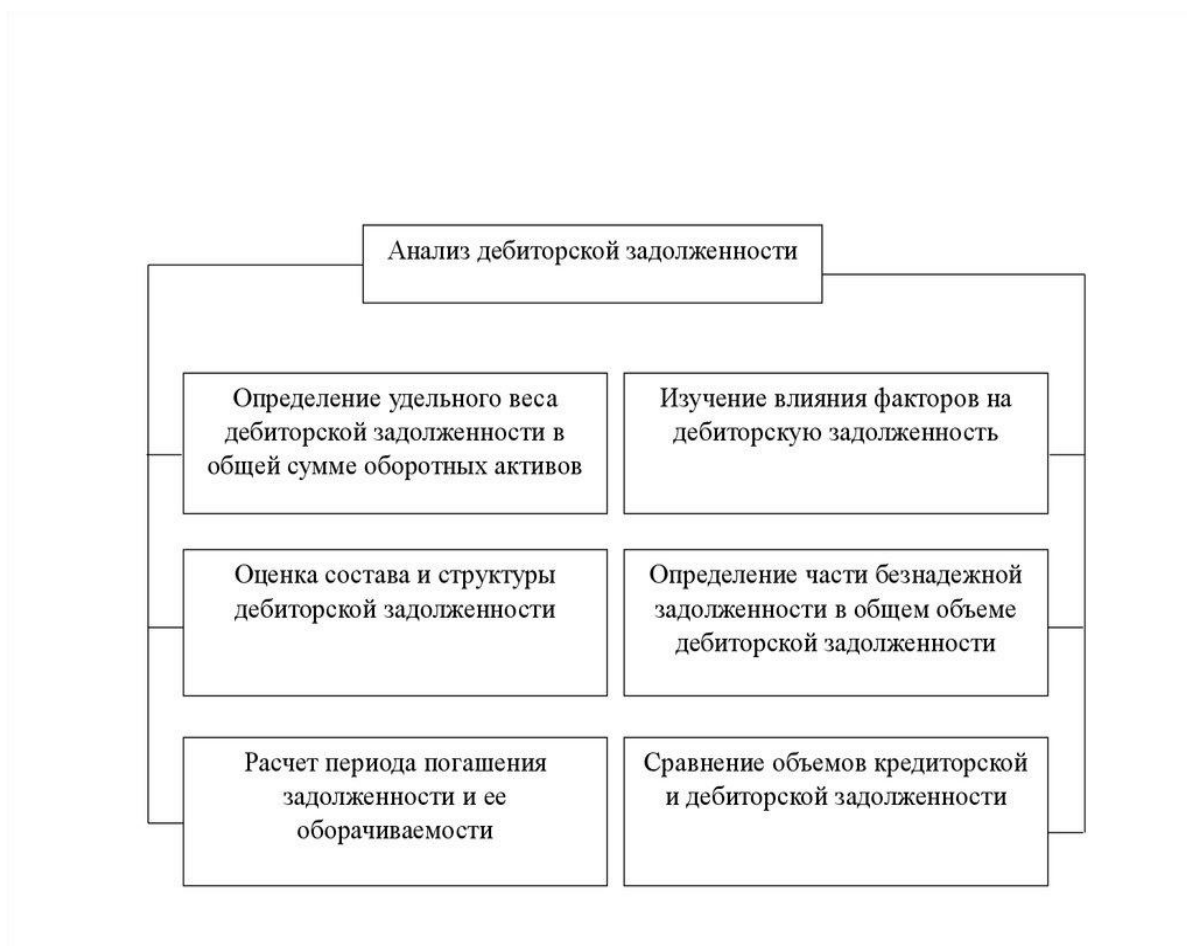 Анализ дебиторской задолженности
Определение удельного веса
дебиторской задолженности в
общей сумме оборотных активов
Изучение влияния факторов на
дебиторскую задолженность
Оценка состава и структуры
дебиторской задолженности
Определение части безнадежной
задолженности в общем объеме
дебиторской задолженности
Расчет периода погашения
задолженности и ее
оборачиваемости
Сравнение объемов кредиторской
и дебиторской задолженности